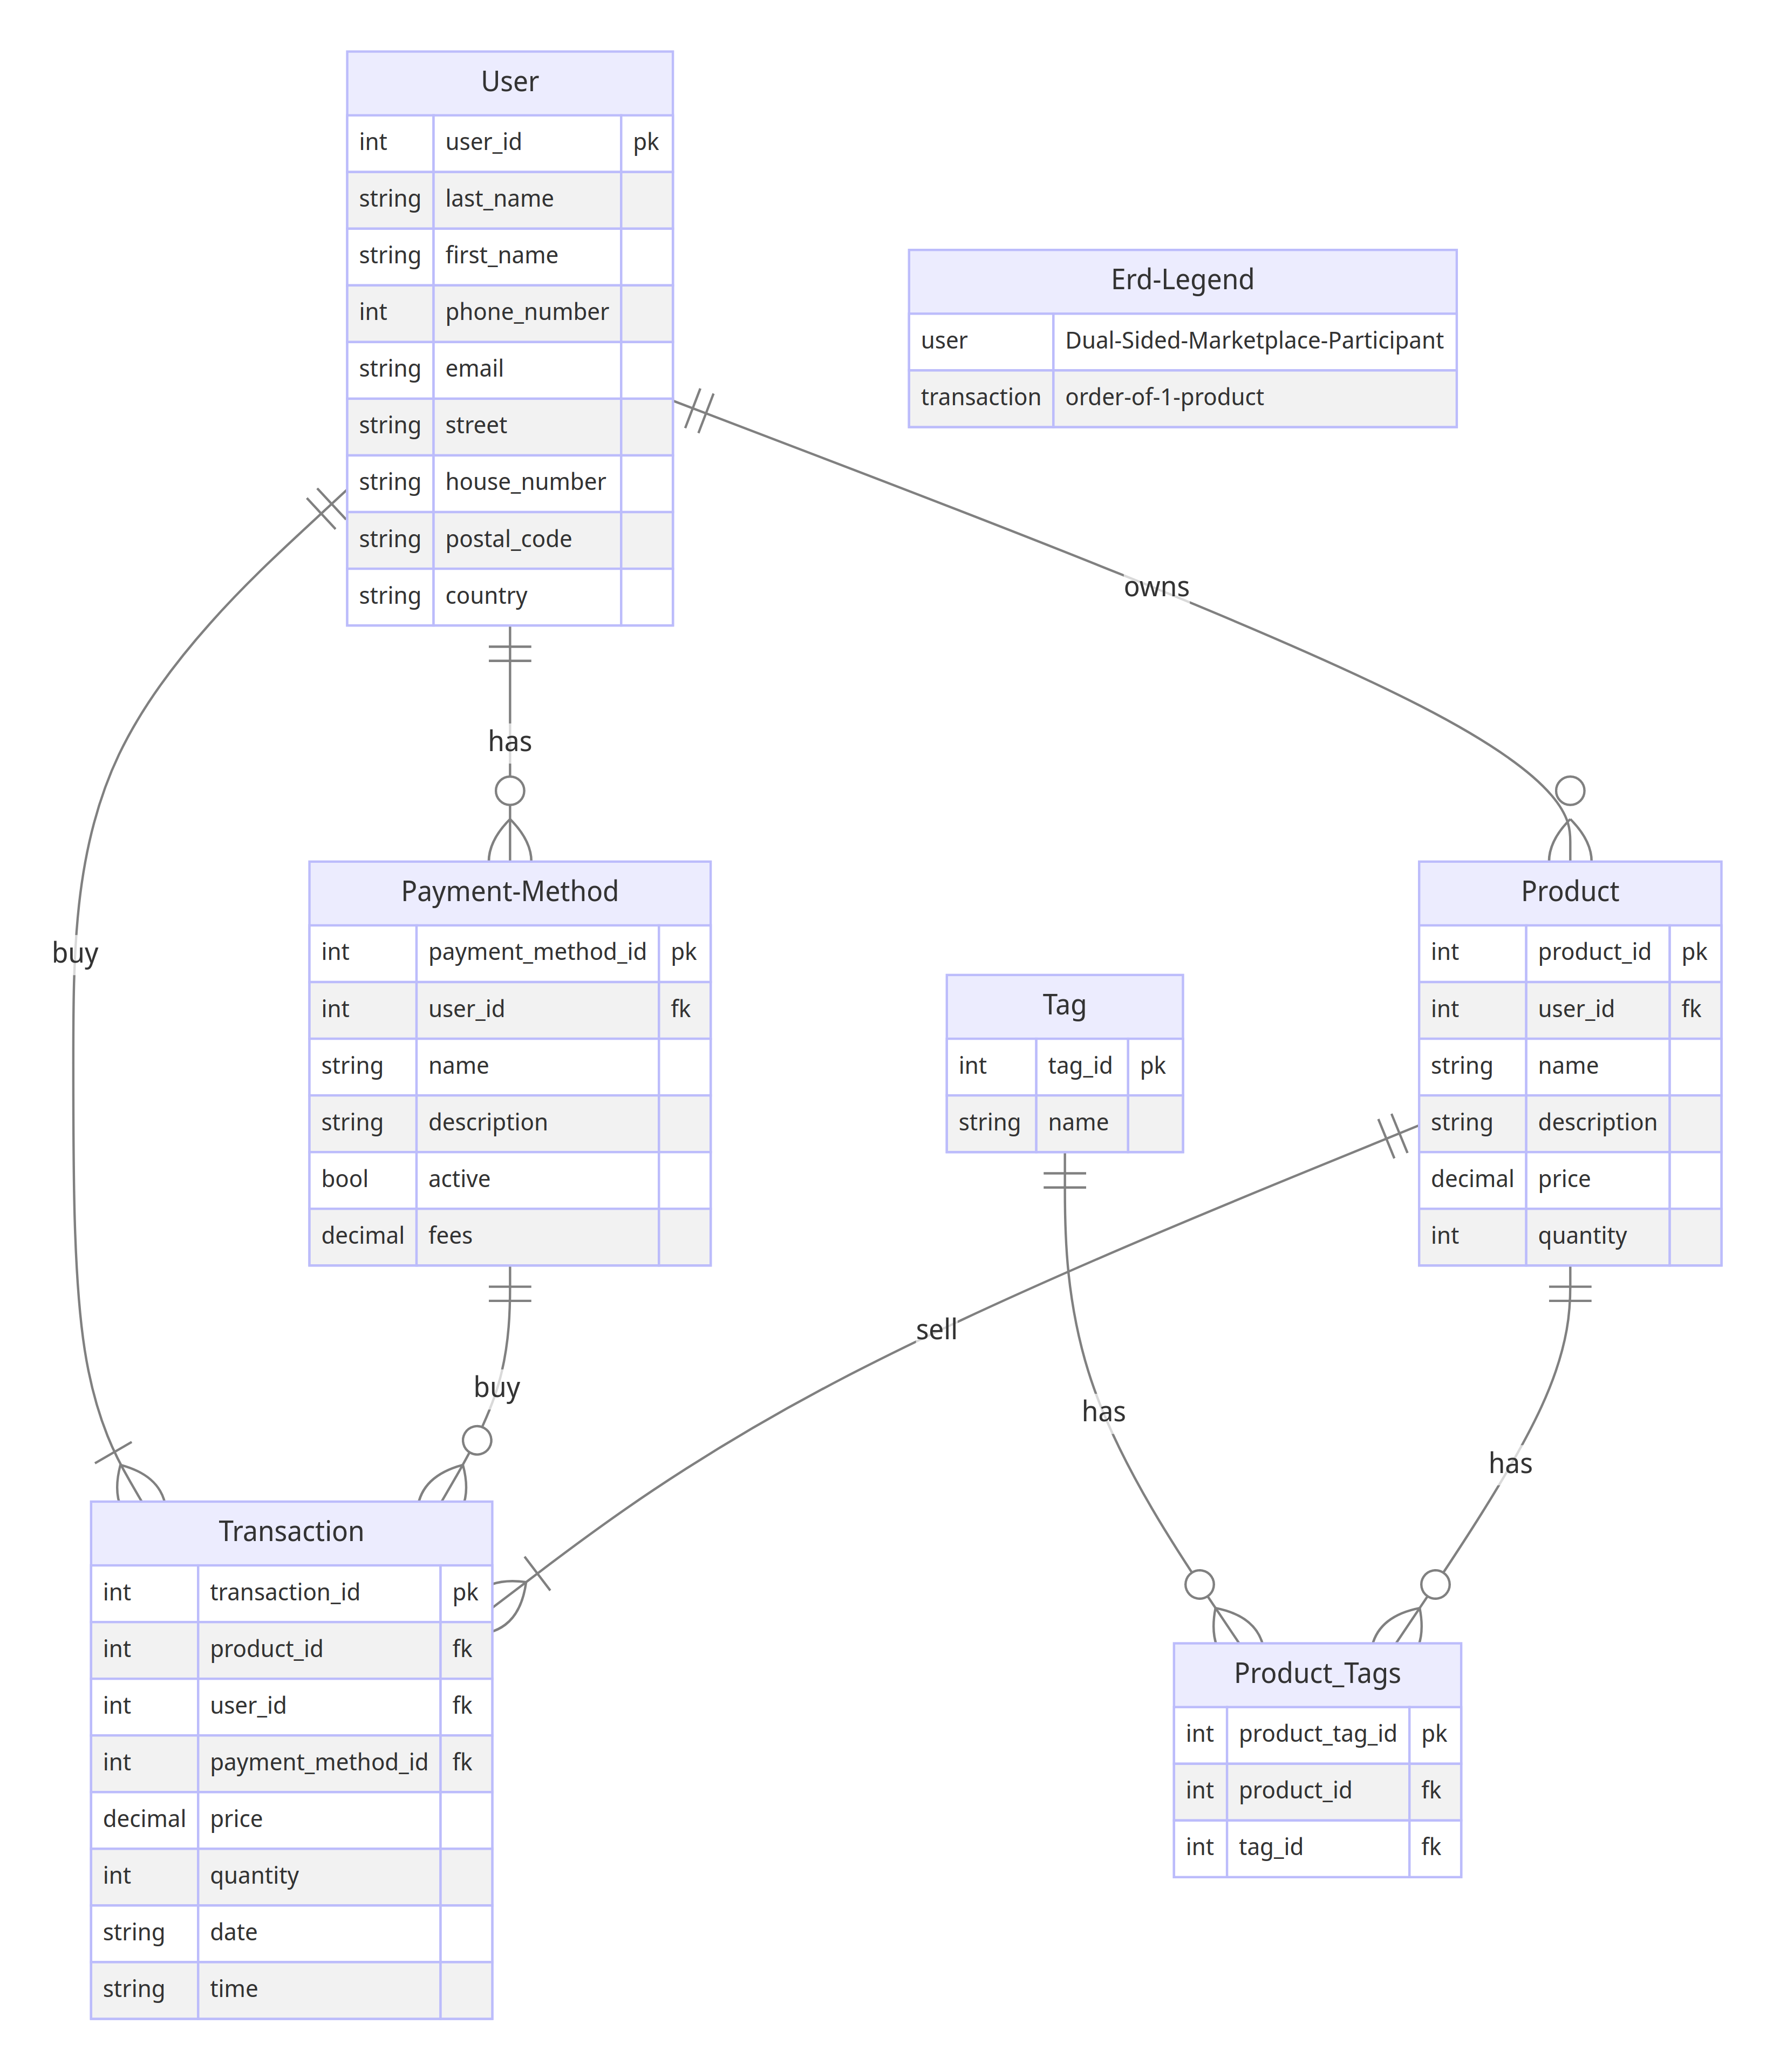 User
int user_id pk
string last_name
string first_name
int phone_number
string email
string street
string house_number
string postal_code
string country
Erd-Legend
user Dual-Sided-Marketplace-Participant
transaction order-of-1-product
owns
has
buy
Payment-Method
int payment_method_id pk
int user_id fk
string name
string description
bool active
decimal fees
Tag
int tag_id pk
string name
Product
int product_id pk
int user_id fk
string name
string description
decimal price
int quantity
sell
buy
has
has
Transaction
int transaction_id pk
int product_id fk
int user_id fk
int payment_method_id fk
decimal price
int quantity
string date
string time
Product_Tags
int product_tag_id pk
int product_id fk
int tag_id fk